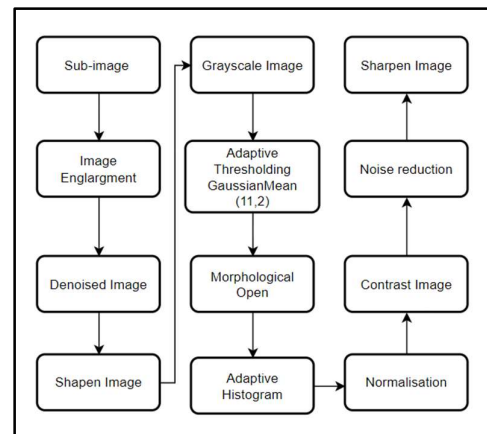 Sub-image
Image
Englargment
Denoised Image
Shapen Image
Grayscale Image
Adaptive
Thresholding
GaussianMean
(11,2)
Morphological
Open
Adaptive
Histogram
Normalisation
Contrast Image
Noise reduction
Sharpen Image